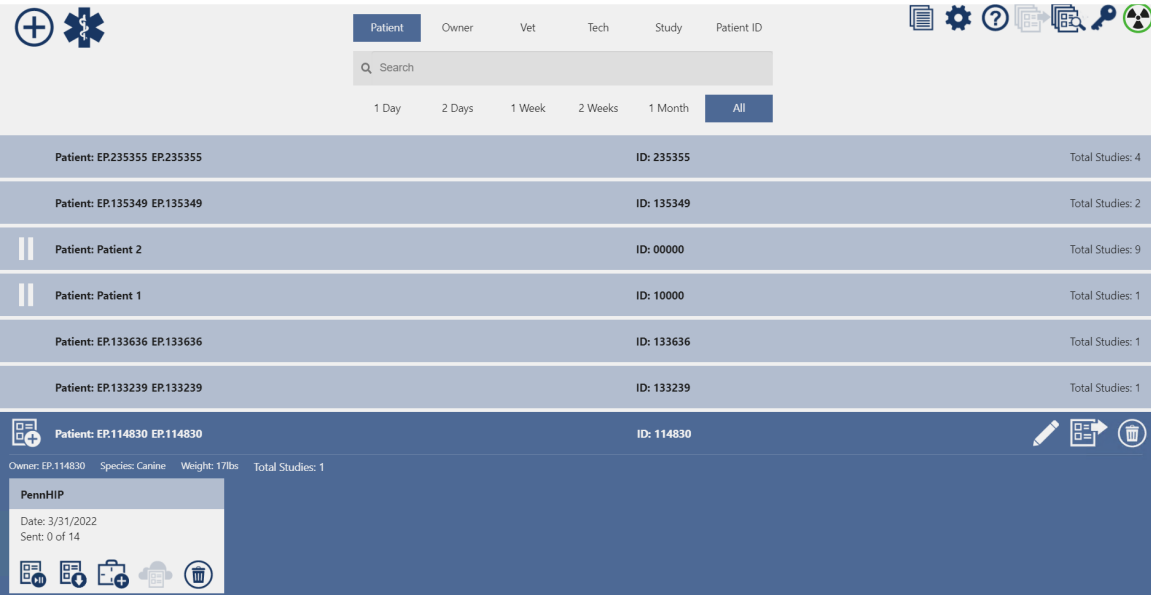 Patient Owner Vet Tech Study Patient ID
Search
1 Day 2 Days 1 Week 2 Weeks 1 Month All
Patient: EP.235355 EP.235355 ID: 235355 Total Studies: 4
Patient: EP.135349 EP.135349 ID: 135349 Total Studies: 2
Patient: Patient 2 ID: 00000 Total Studies: 9
Patient: Patient 1 ID: 10000 Total Studies: 1
Patient: EP.133636 EP.133636 ID: 133636 Total Studies: 1
Patient: EP.133239 EP.133239 ID: 133239 Total Studies: 1
Patient: EP.114830 EP.114830 ID: 114830
Owner: EP.114830 Species: Canine Weight: 17lbs Total Studies: 1
PennHIP
Date: 3/31/2022
Sent: 0 of 14